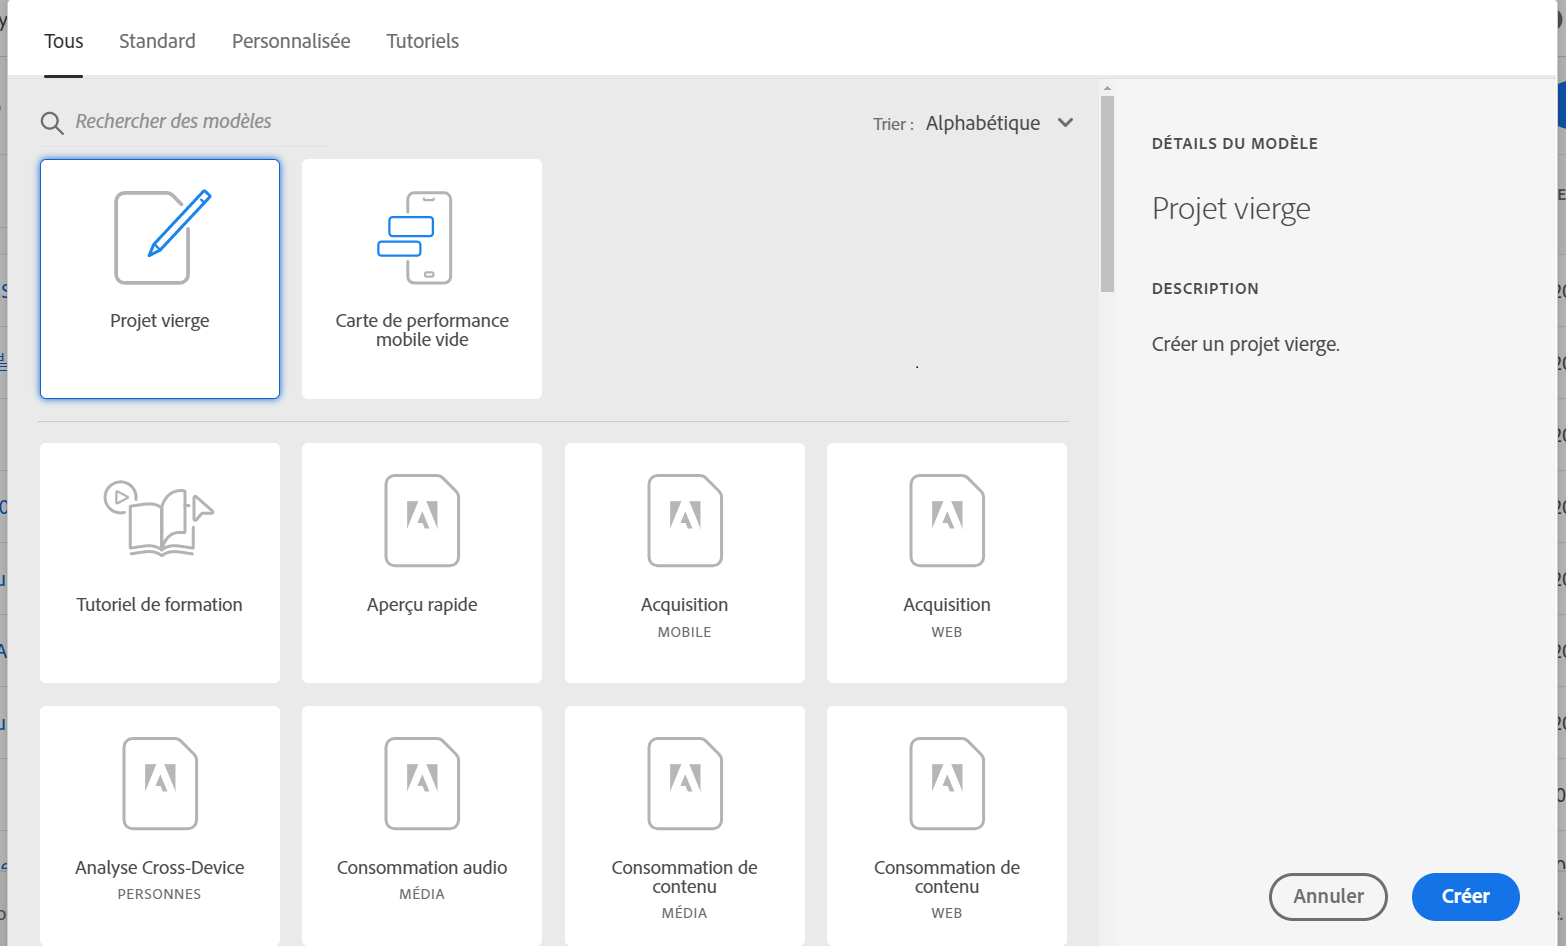 Tous Standard Personnalisée Tutoriels
Rechercher des modèles
Trier : Alphabétique
Projet vierge
Carte de performance
mobile vide
Tutoriel de formation
Aperçu rapide
Acquisition
MOBILE
Acquisition
WEB
Analyse Cross-Device
PERSONNES
Consommation audio
MÉDIA
Consommation de
contenu
MÉDIA
Consommation de
contenu
WEB
DÉTAILS DU MODÈLE
Projet vierge
DESCRIPTION
Créer un projet vierge.
Annuler
Créer